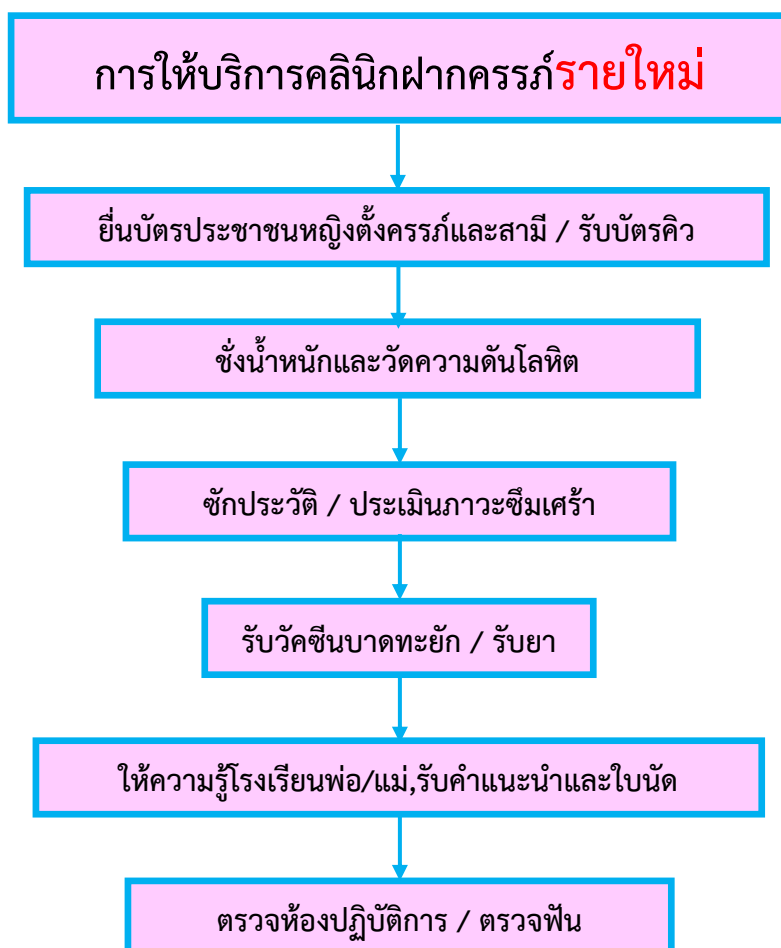 การให้บริการคลินิกฝากครรภ์รายใหม่
ยื่นบัตรประชาชนหญิงตั้งครรภ์และสามี / รับบัตรคิว
ชั่งน้ำหนักและวัดความดันโลหิต
ซักประวัติ / ประเมินภาวะซึมเศร้า
รับวัคซีนบาดทะยัก / รับยา
ให้ความรู้โรงเรียนพ่อ/แม่,รับคำแนะนำและใบนัด
ตรวจห้องปฏิบัติการ / ตรวจฟัน